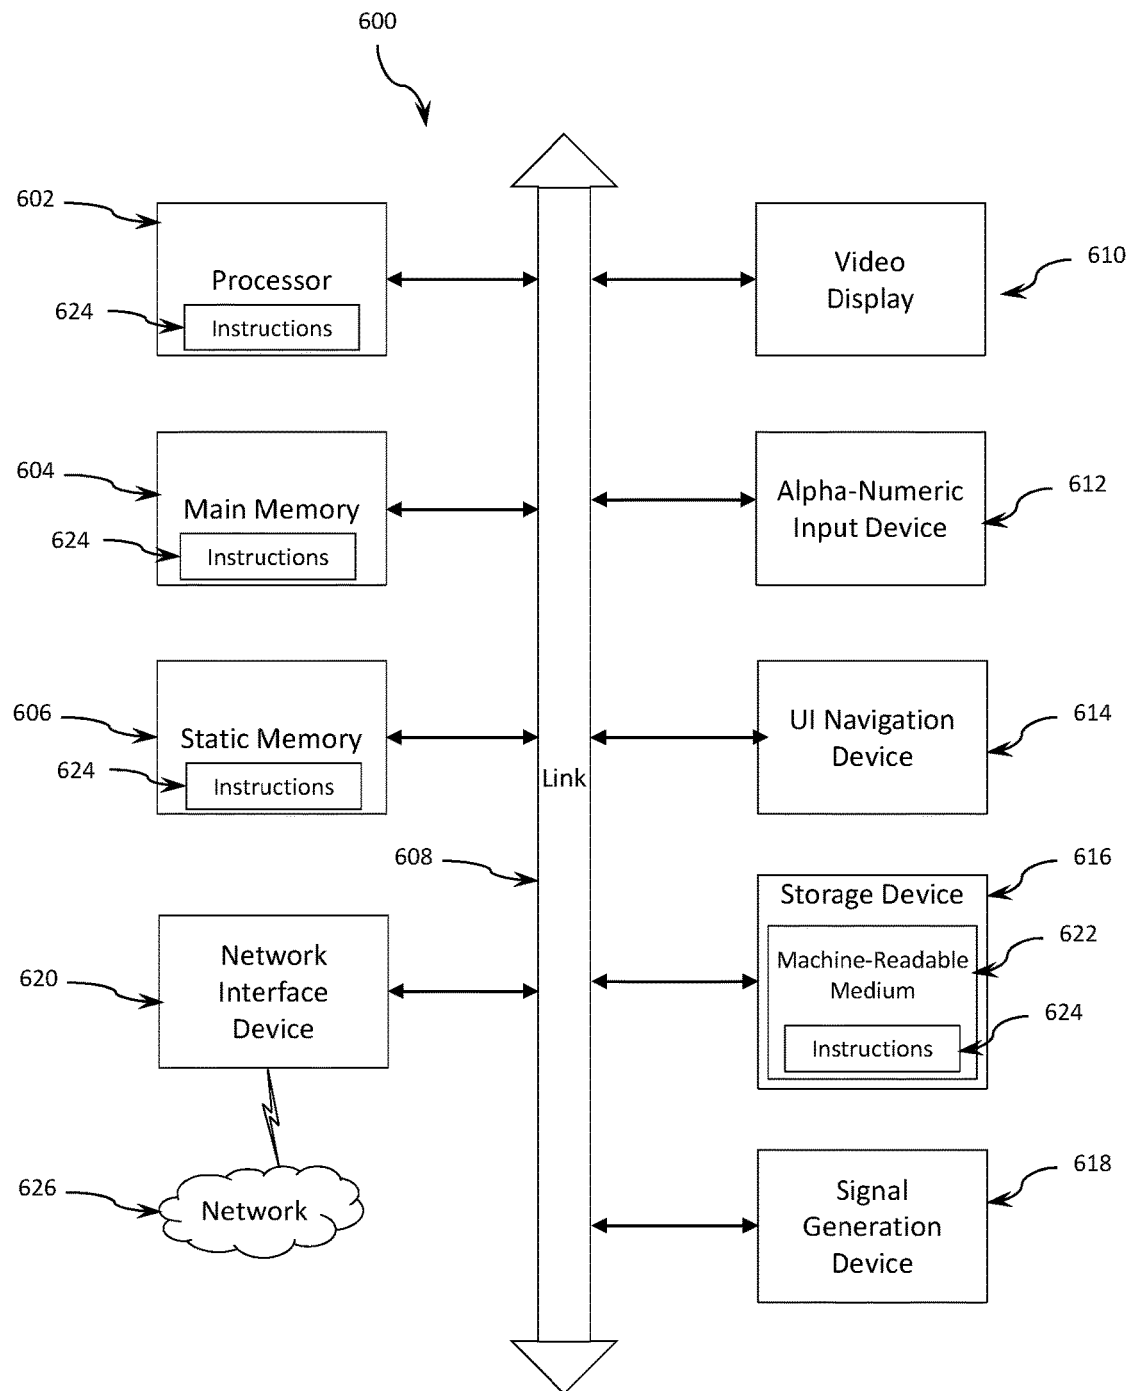 600
602
Processor
624
Instructions
Video
Display
610
604
Main Memory
624
Instructions
Alpha-Numeric
Input Device
612
606
Static Memory
624
Instructions
UI Navigation
Device
614
Link
608
616
Storage Device
622
Machine-Readable
Medium
624
Instructions
620
Network
Interface
Device
626
Network
618
Signal
Generation
Device